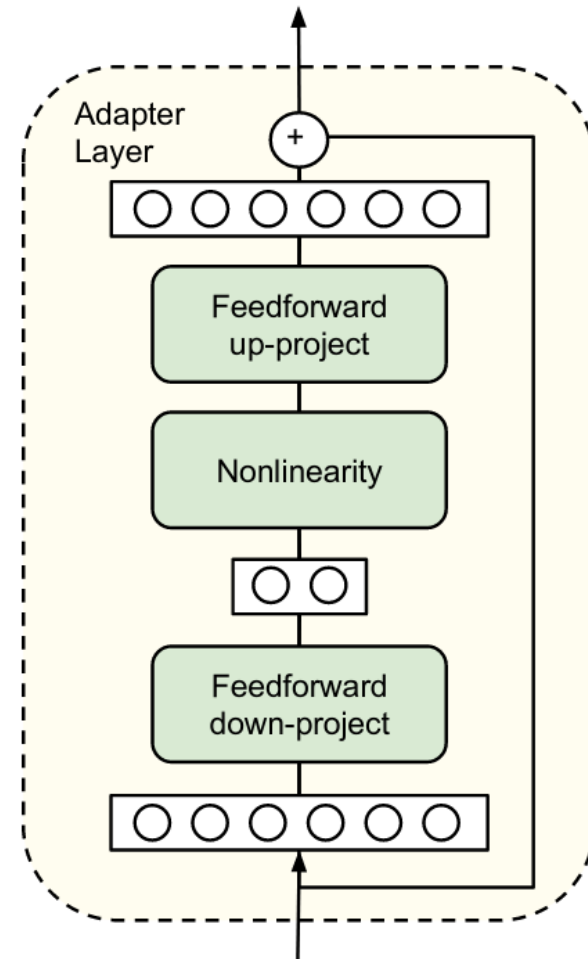 Adapter
Layer
+
Feedforward
up-project
Nonlinearity
Feedforward
down-project